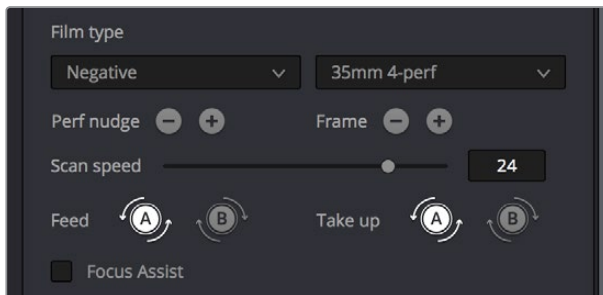 Film type
Negative 35mm 4-perf
Perf nudge Frame
Scan speed 24
Feed A B Take up A B
Focus Assist